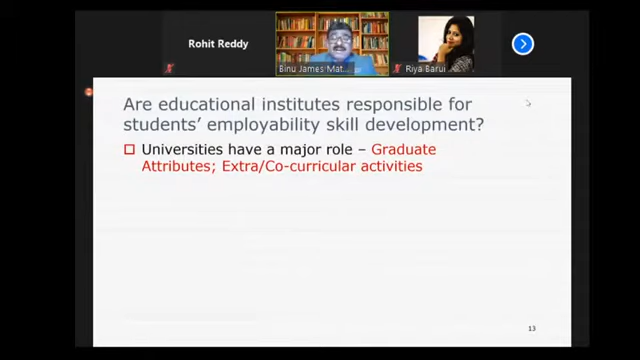 Rohit Reddy
Binu James Mat...
Riya Barui
Are educational institutes responsible for
students' employability skill development?
Universities have a major role – Graduate
Attributes; Extra/Co-curricular activities
13